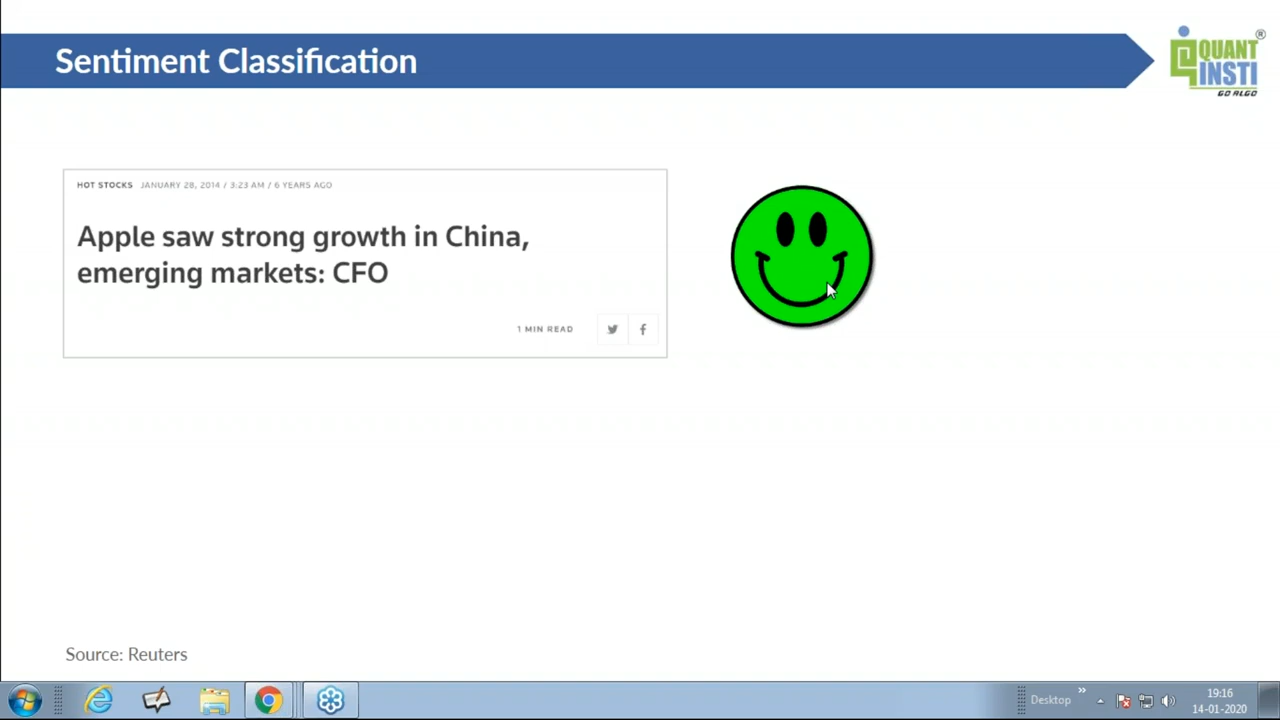 Sentiment Classification
QUANT
INSTI
GO ALGO
®
HOT STOCKS JANUARY 28, 2014 / 3:23 AM / 6 YEARS AGO
Apple saw strong growth in China,
emerging markets: CFO
1 MIN READ
Source: Reuters
Desktop
19:16
14-01-2020